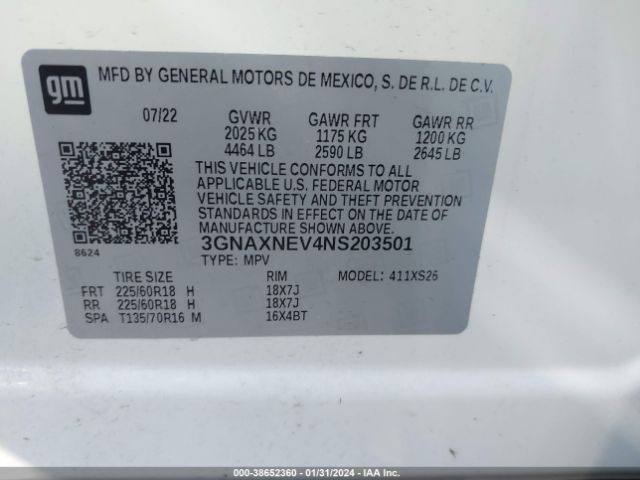 gm
MFD BY GENERAL MOTORS DE MEXICO, S. DE R.L. DE C.V.
07/22 GVWR GAWR FRT GAWR RR
2025 KG 1175 KG 1200 KG
4464 LB 2590 LB 2645 LB
THIS VEHICLE CONFORMS TO ALL
APPLICABLE U.S. FEDERAL MOTOR
VEHICLE SAFETY AND THEFT PREVENTION
STANDARDS IN EFFECT ON THE DATE OF
MANUFACTURE SHOWN ABOVE.
3GNAXNEV4NS203501
8624
TYPE: MPV MODEL: 411XS26
TIRE SIZE RIM
FRT 225/60R18 H 18X7J
RR 225/60R18 H 18X7J
SPA T135/70R16 M 16X4BT
000-38652360 - 01/31/2024 - IAA Inc.